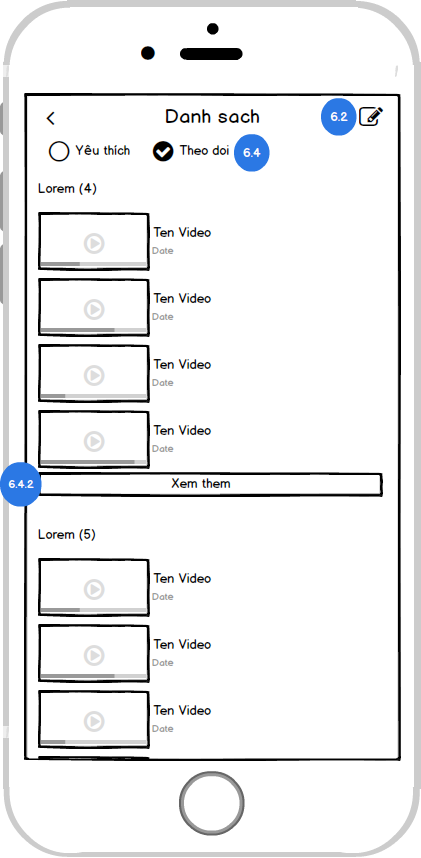 Danh sach
6.2
Yêu thích
Theo doi
6.4
Lorem (4)
Ten Video
Date
Ten Video
Date
Ten Video
Date
Ten Video
Date
6.4.2
Xem them
Lorem (5)
Ten Video
Date
Ten Video
Date
Ten Video
Date